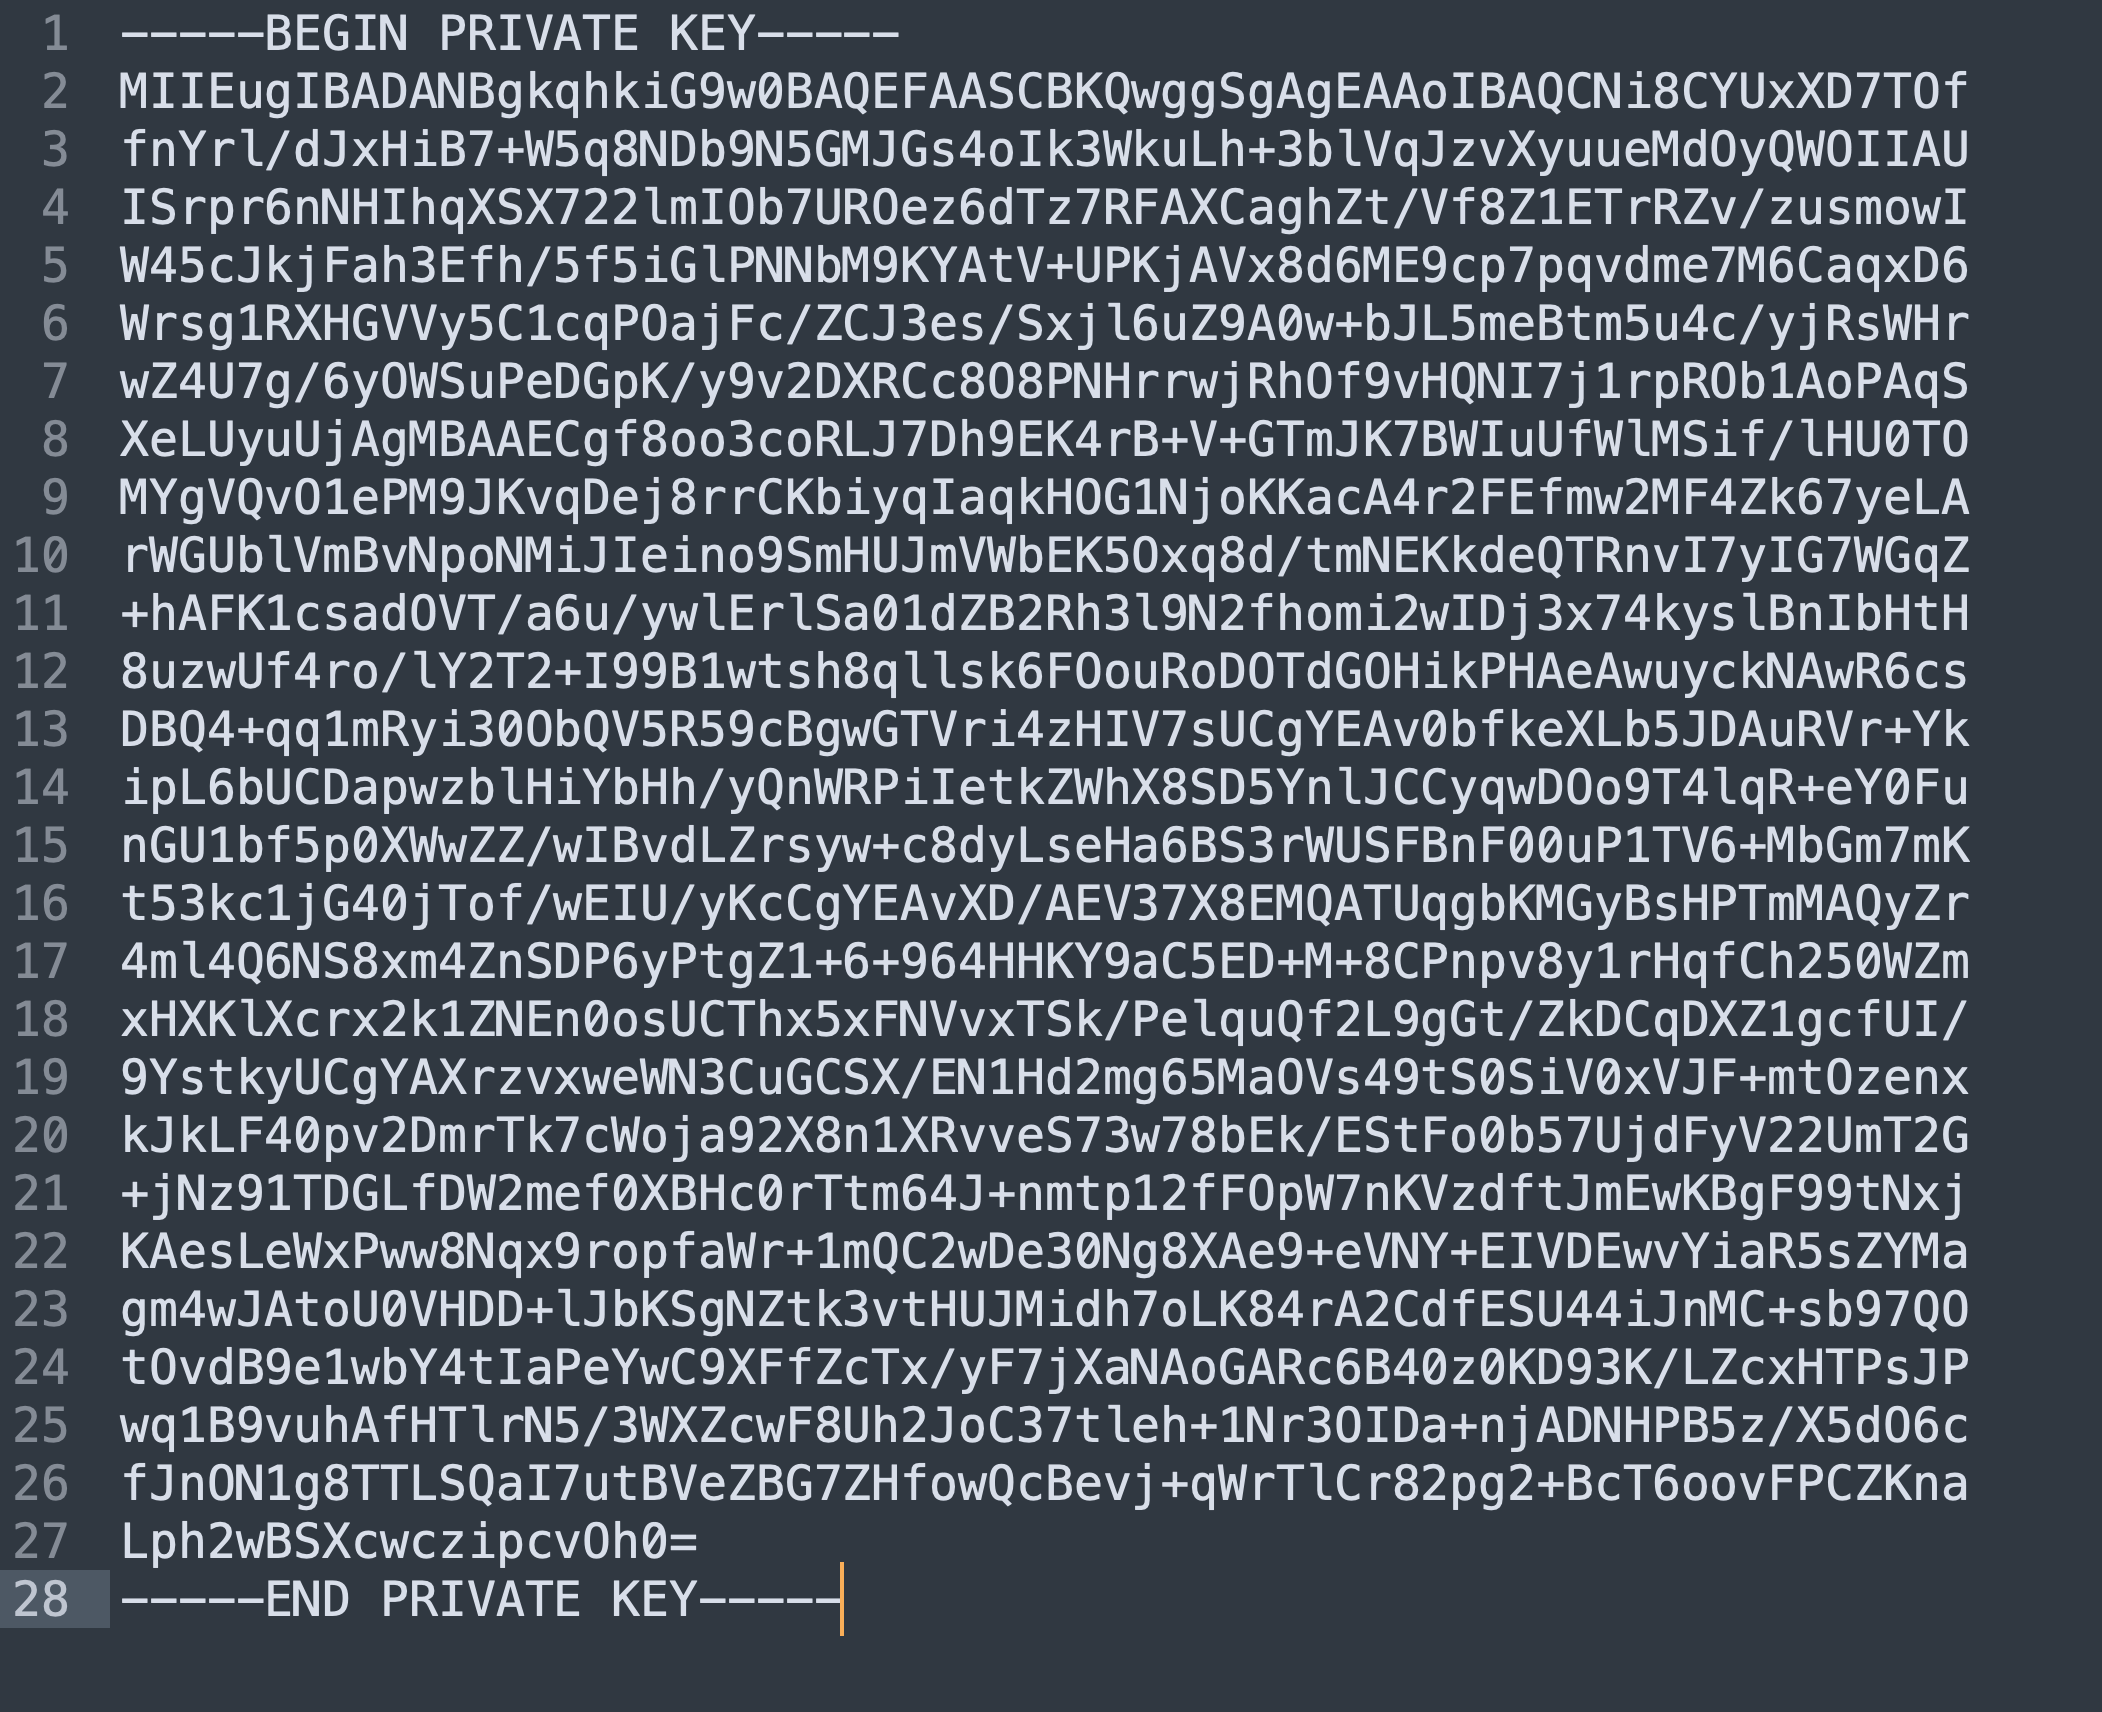 1 -----BEGIN PRIVATE KEY-----
2 MIIEugIBADANBgkqhkiG9w0BAQEFAASCBKQwggSgAgEAAoIBAQCNi8CYUxXD7TOf
3 fnYrl/dJxHiB7+W5q8NDb9N5GMJGs4oIk3WkuLh+3blVqJzvXyuueMdOyQWOIIAU
4 ISrpr6nNHIhqXSX722lmIOb7UROez6dTz7RFAXCaghZt/Vf8Z1ETrRZv/zusmowI
5 W45cJkjFah3Efh/5f5iGlPNNbM9KYAtV+UPKjAVx8d6ME9cp7pqvdme7M6CaqxD6
6 Wrsg1RXHGVVy5C1cqPOajFc/ZCJ3es/Sxjl6uZ9A0w+bJL5meBtm5u4c/yjRsWHr
7 wZ4U7g/6yOWSuPeDGpK/y9v2DXRCc8O8PNHrrwjRhOf9vHQNI7j1rpROb1AoPAqS
8 XeLUyuUjAgMBAAECgf8oo3coRLJ7Dh9EK4rB+V+GTmJK7BWIuUfWlMSif/lHU0TO
9 MYgVQvO1ePM9JKvqDej8rrCKbiyqIaqkHOG1NjoKKacA4r2FEfmw2MF4Zk67yeLA
10 rWGUblVmBvNpoNMiJIeino9SmHUJmVWbEK5Oxq8d/tmNEKkdeQTRnvI7yIG7WGqZ
11 +hAFK1csadOVT/a6u/ywlErlSa01dZB2Rh3l9N2fhomi2wIDj3x74kyslBnIbHtH
12 8uzwUf4ro/lY2T2+I99B1wtsh8qllsk6FOouRoDOTdGOHikPHAeAwuyckNAwR6cs
13 DBQ4+qq1mRyi30ObQV5R59cBgwGTVri4zHIV7sUCgYEAv0bfkeXLb5JDAuRVr+Yk
14 ipL6bUCDapwzblHiYbHh/yQnWRPiIetkZWhX8SD5YnlJCCyqwDOo9T4lqR+eY0Fu
15 nGU1bf5p0XWwZZ/wIBvdLZrsyw+c8dyLseHa6BS3rWUSFBnF00uP1TV6+MbGm7mK
16 t53kc1jG40jTof/wEIU/yKcCgYEAvXD/AEV37X8EMQATUqgbKMGyBsHPTmMAQyZr
17 4ml4Q6NS8xm4ZnSDP6yPtgZ1+6+964HHKY9aC5ED+M+8CPnpv8y1rHqfCh250WZm
18 xHXKlXcrx2k1ZNEn0osUCThx5xFNVvxTSk/PelquQf2L9gGt/ZkDCqDXZ1gcfUI/
19 9YstkyUCgYAXrzvxweWN3CuGCSX/EN1Hd2mg65MaOVs49tS0SiV0xVJF+mtOzenx
20 kJkLF40pv2DmrTk7cWoja92X8n1XRvveS73w78bEk/EStFo0b57UjdFyV22UmT2G
21 +jNz91TDGLfDW2mef0XBHc0rTtm64J+nmtp12fFOpW7nKVzdftJmEwKBgF99tNxj
22 KAesLeWxPww8Nqx9ropfaWr+1mQC2wDe30Ng8XAe9+eVNY+EIVDEwvYiaR5sZYMa
23 gm4wJAtoU0VHDD+lJbKSgNZtk3vtHUJMidh7oLK84rA2CdfESU44iJnMC+sb97QO
24 tOvdB9e1wbY4tIaPeYwC9XFfZcTx/yF7jXaNAoGARc6B40z0KD93K/LZcxHTPsJP
25 wq1B9vuhAfHTlrN5/3WXZcwF8Uh2JoC37tleh+1Nr3OIDa+njADNHPB5z/X5dO6c
26 fJnON1g8TTLSQaI7utBVeZBG7ZHfowQcBevj+qWrTlCr82pg2+BcT6oovFPCZKna
27 Lph2wBSXcwczipcvOh0=
28 -----END PRIVATE KEY-----